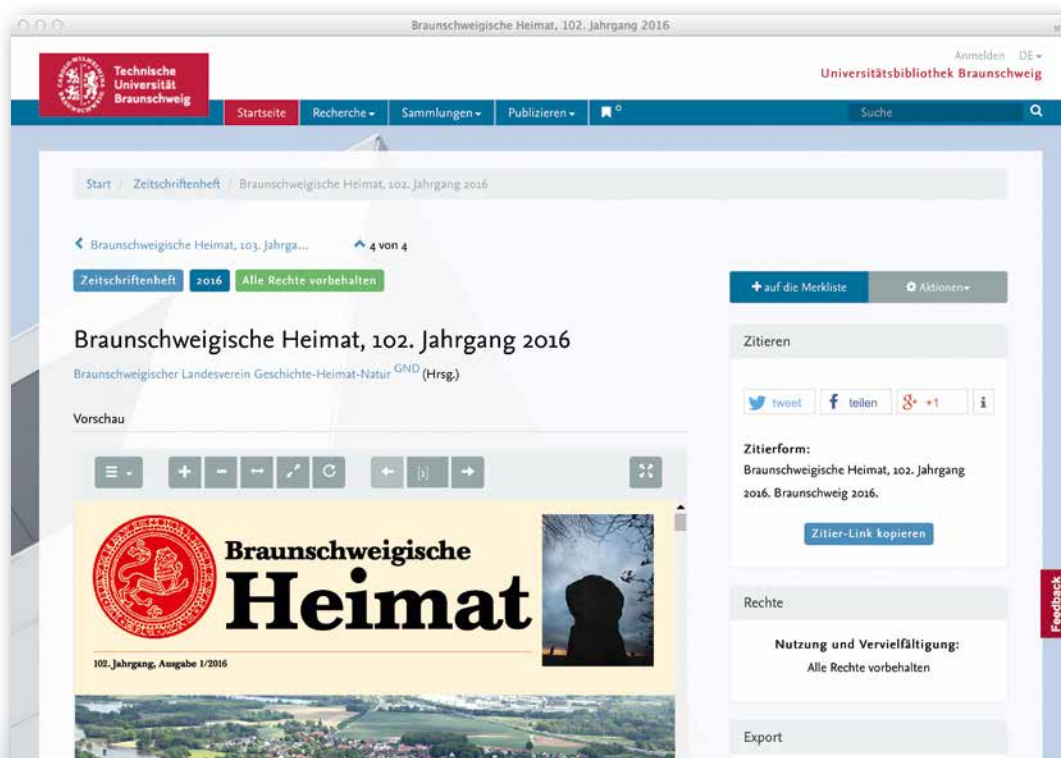 Braunschweigische Heimat, 102. Jahrgang 2016
Technische
Universität
Braunschweig
Anmelden DE
Universitätsbibliothek Braunschweig
Startseite Recherche Sammlungen Publizieren 0 Suche
Start / Zeitschriftenheft / Braunschweigische Heimat, 102. Jahrgang 2016
Braunschweigische Heimat, 103. Jahrga... 4 von 4
Zeitschriftenheft 2016 Alle Rechte vorbehalten
+ auf die Merkliste Aktionen
Braunschweigische Heimat, 102. Jahrgang 2016
Braunschweigischer Landesverein Geschichte-Heimat-Natur GND (Hrsg.)
Vorschau
[1]
Braunschweigische
Heimat
102. Jahrgang, Ausgabe 1/2016
Zitieren
tweet teilen +1 i
Zitierform:
Braunschweigische Heimat, 102. Jahrgang
2016. Braunschweig 2016.
Zitier-Link kopieren
Rechte
Nutzung und Vervielfältigung:
Alle Rechte vorbehalten
Export
Feedback